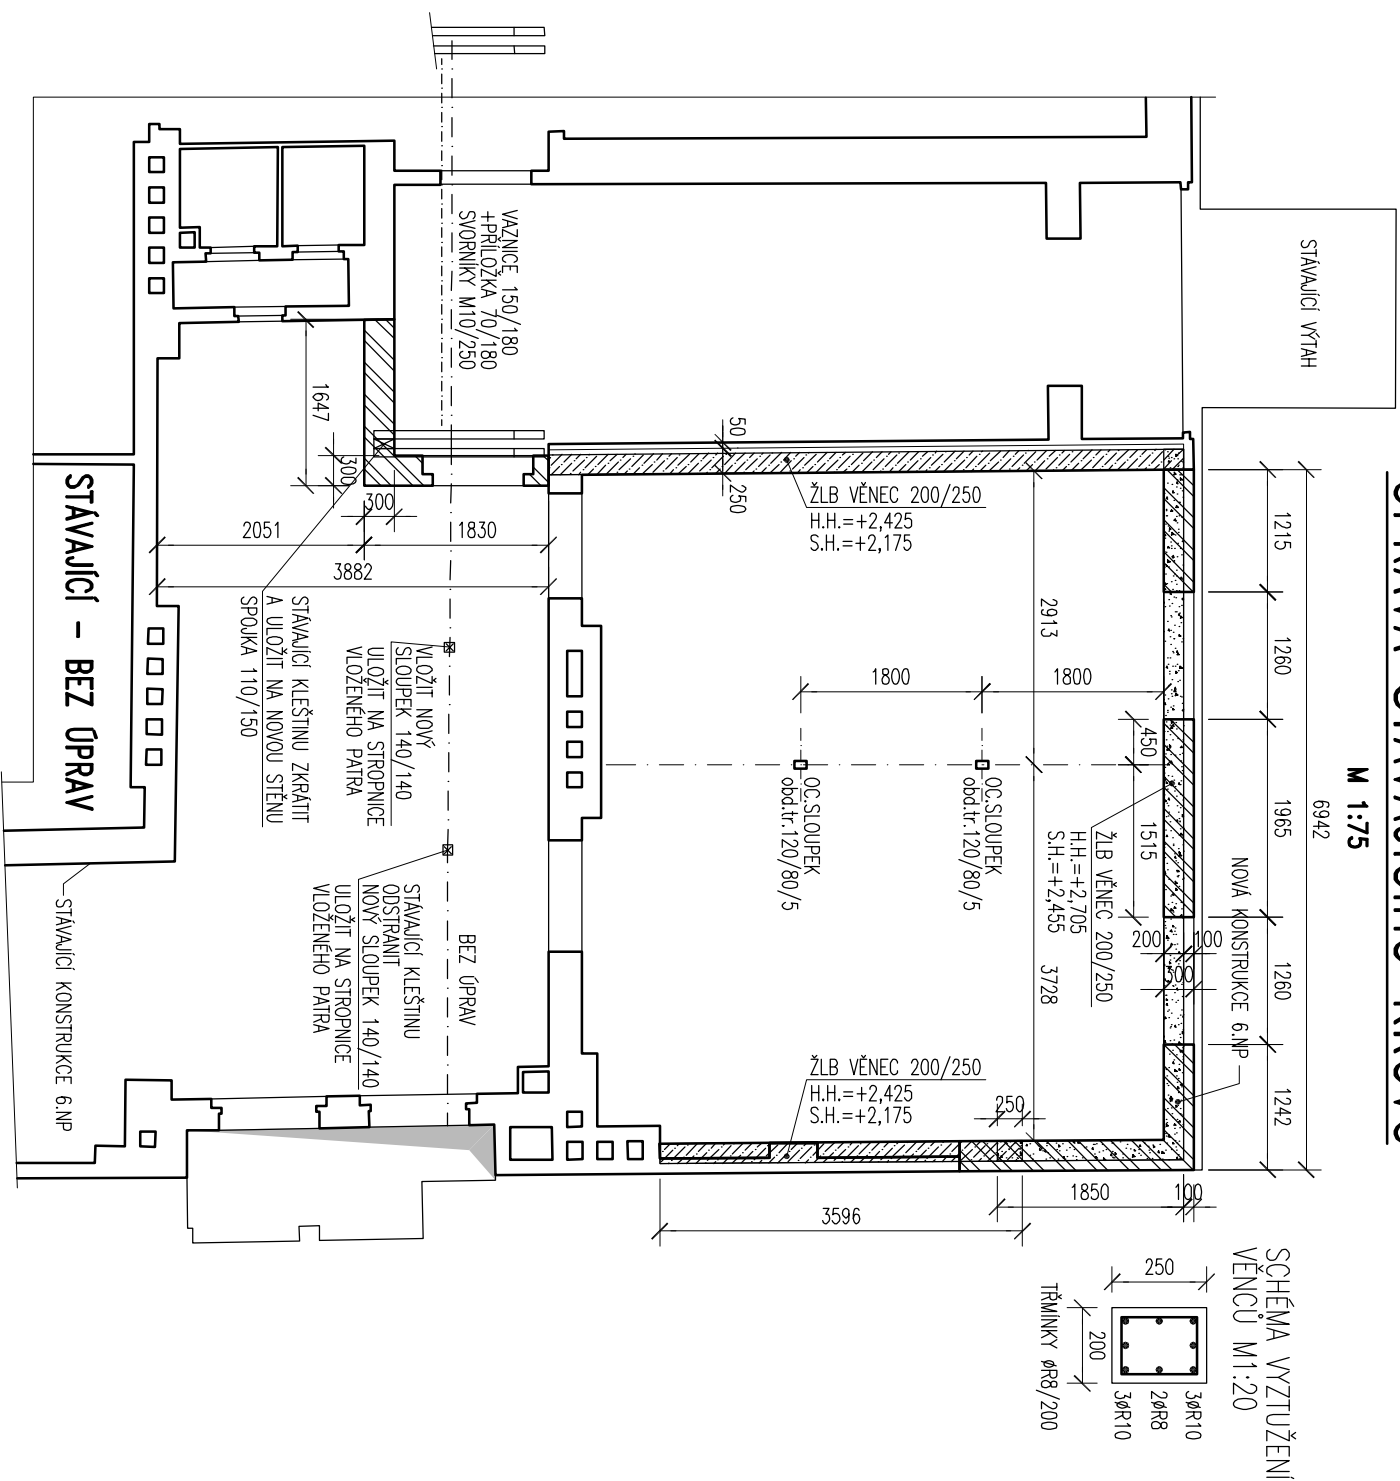 M 1:75
6942
1215
1260
1965
1260
1242
STÁVAJÍCÍ VÝTAH
NOVÁ KONSTRUKCE 6.NP
VAZNICE 150/180
+PŘÍLOŽKA 70/180
SVORNÍKY M10/250
50
250
ŽLB VĚNEC 200/250
H.H.=+2,425
S.H.=+2,175
1647
300
300
2051
1830
3882
2913
1800
1800
450
1515
3728
200
100
300
OC.SLOUPEK
obd.tr.120/80/5
OC.SLOUPEK
obd.tr.120/80/5
ŽLB VĚNEC 200/250
H.H.=+2,705
S.H.=+2,455
STÁVAJÍCÍ - BEZ ÚPRAV
STÁVAJÍCÍ KLEŠTINU ZKRÁTIT
A ULOŽIT NA NOVOU STĚNU
SPOJKA 110/150
VLOŽIT NOVÝ
SLOUPEK 140/140
ULOŽIT NA STROPNICE
VLOŽENÉHO PATRA
BEZ ÚPRAV
STÁVAJÍCÍ KLEŠTINU
ODSTRANIT
NOVÝ SLOUPEK 140/140
ULOŽIT NA STROPNICE
VLOŽENÉHO PATRA
STÁVAJÍCÍ KONSTRUKCE 6.NP
ŽLB VĚNEC 200/250
H.H.=+2,425
S.H.=+2,175
250
1850
100
3596
SCHÉMA VYZTUŽENÍ
VĚNCŮ M1:20
250
200
3øR10
2øR8
3øR10
TŘMÍNKY øR8/200